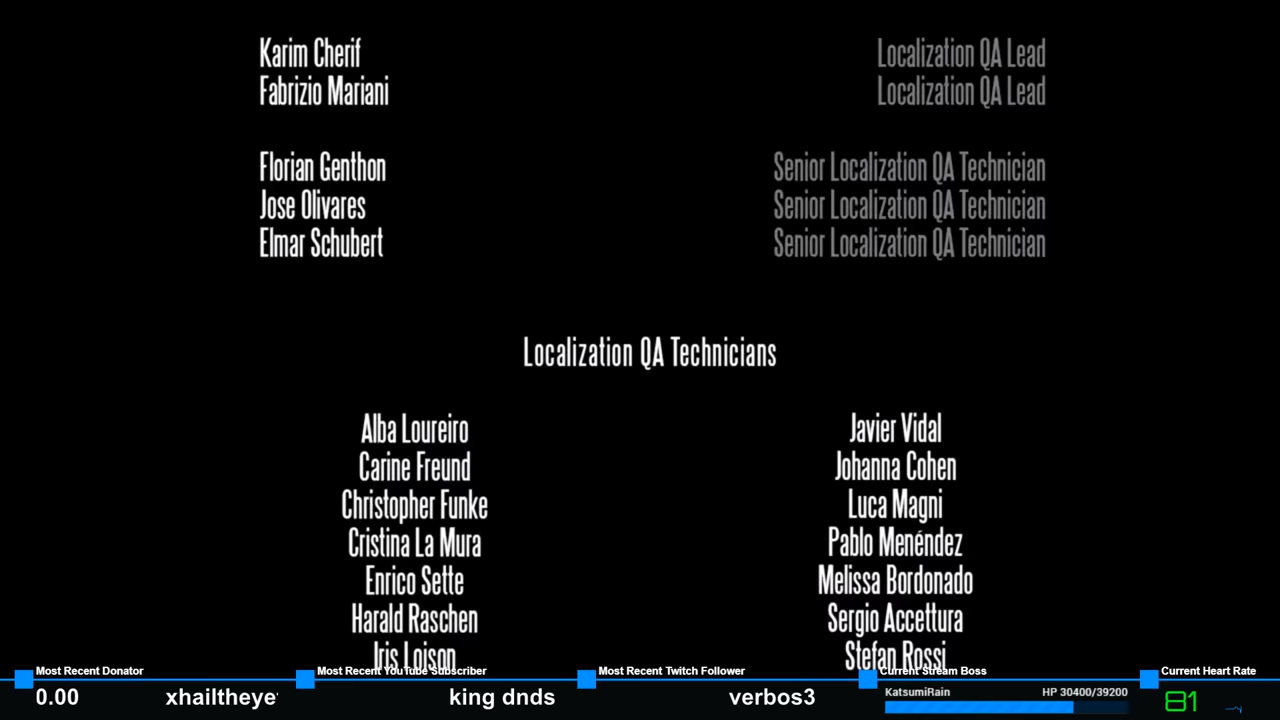 Karim Cherif Localization QA Lead
Fabrizio Mariani Localization QA Lead
Florian Genthon Senior Localization QA Technician
Jose Olivares Senior Localization QA Technician
Elmar Schubert Senior Localization QA Technician
Localization QA Technicians
Alba Loureiro Javier Vidal
Carine Freund Johanna Cohen
Christopher Funke Luca Magni
Cristina La Mura Pablo Menéndez
Enrico Sette Melissa Bordonado
Harald Raschen Sergio Accettura
Iris Loison Stefan Rossi
Most Recent Donator Most Recent YouTube Subscriber Most Recent Twitch Follower Current Stream Boss Current Heart Rate
KatsumiRain HP 30400/39200
0.00 xhailtheye king dnds verbos3 81